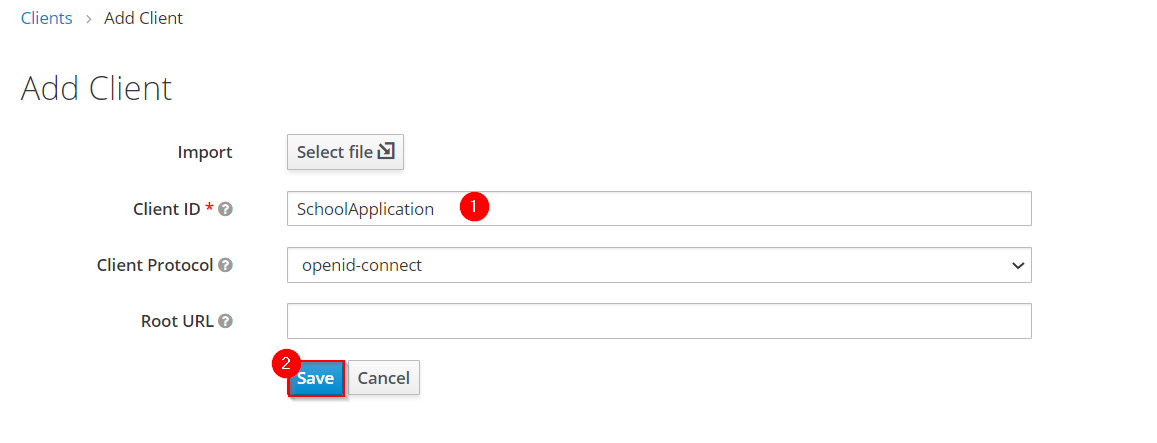 Clients > Add Client
Add Client
Import Select file
Client ID * ? SchoolApplication 1
Client Protocol ? openid-connect
Root URL ?
2 Save Cancel